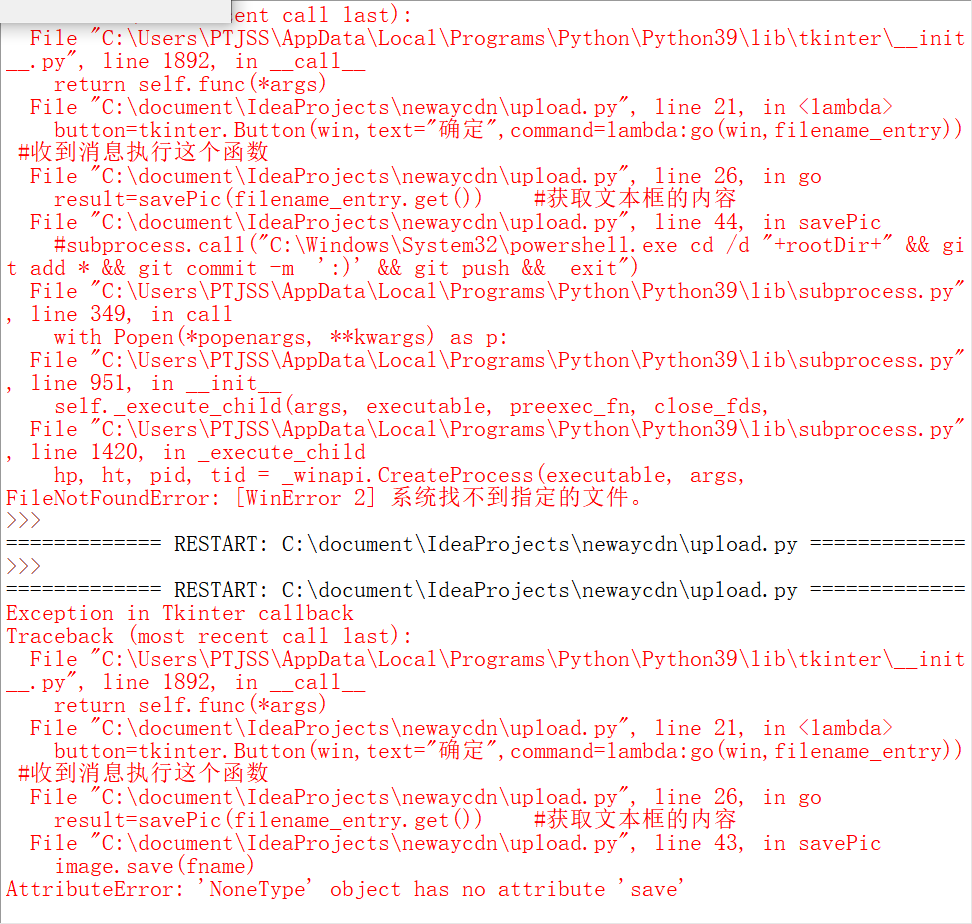 ent call last):
  File "C:\Users\PTJSS\AppData\Local\Programs\Python\Python39\lib\tkinter\__init
__.py", line 1892, in __call__
    return self.func(*args)
  File "C:\document\IdeaProjects\newaycdn\upload.py", line 21, in <lambda>
    button=tkinter.Button(win,text="确定",command=lambda:go(win,filename_entry))
 #收到消息执行这个函数
  File "C:\document\IdeaProjects\newaycdn\upload.py", line 26, in go
    result=savePic(filename_entry.get())    #获取文本框的内容
  File "C:\document\IdeaProjects\newaycdn\upload.py", line 44, in savePic
    #subprocess.call("C:\Windows\System32\powershell.exe cd /d "+rootDir+" && gi
t add * && git commit -m  ':)' && git push &&  exit")
  File "C:\Users\PTJSS\AppData\Local\Programs\Python\Python39\lib\subprocess.py"
, line 349, in call
    with Popen(*popenargs, **kwargs) as p:
  File "C:\Users\PTJSS\AppData\Local\Programs\Python\Python39\lib\subprocess.py"
, line 951, in __init__
    self._execute_child(args, executable, preexec_fn, close_fds,
  File "C:\Users\PTJSS\AppData\Local\Programs\Python\Python39\lib\subprocess.py"
, line 1420, in _execute_child
    hp, ht, pid, tid = _winapi.CreateProcess(executable, args,
FileNotFoundError: [WinError 2] 系统找不到指定的文件。
>>>
============= RESTART: C:\document\IdeaProjects\newaycdn\upload.py =============
>>>
============= RESTART: C:\document\IdeaProjects\newaycdn\upload.py =============
Exception in Tkinter callback
Traceback (most recent call last):
  File "C:\Users\PTJSS\AppData\Local\Programs\Python\Python39\lib\tkinter\__init
__.py", line 1892, in __call__
    return self.func(*args)
  File "C:\document\IdeaProjects\newaycdn\upload.py", line 21, in <lambda>
    button=tkinter.Button(win,text="确定",command=lambda:go(win,filename_entry))
 #收到消息执行这个函数
  File "C:\document\IdeaProjects\newaycdn\upload.py", line 26, in go
    result=savePic(filename_entry.get())    #获取文本框的内容
  File "C:\document\IdeaProjects\newaycdn\upload.py", line 43, in savePic
    image.save(fname)
AttributeError: 'NoneType' object has no attribute 'save'